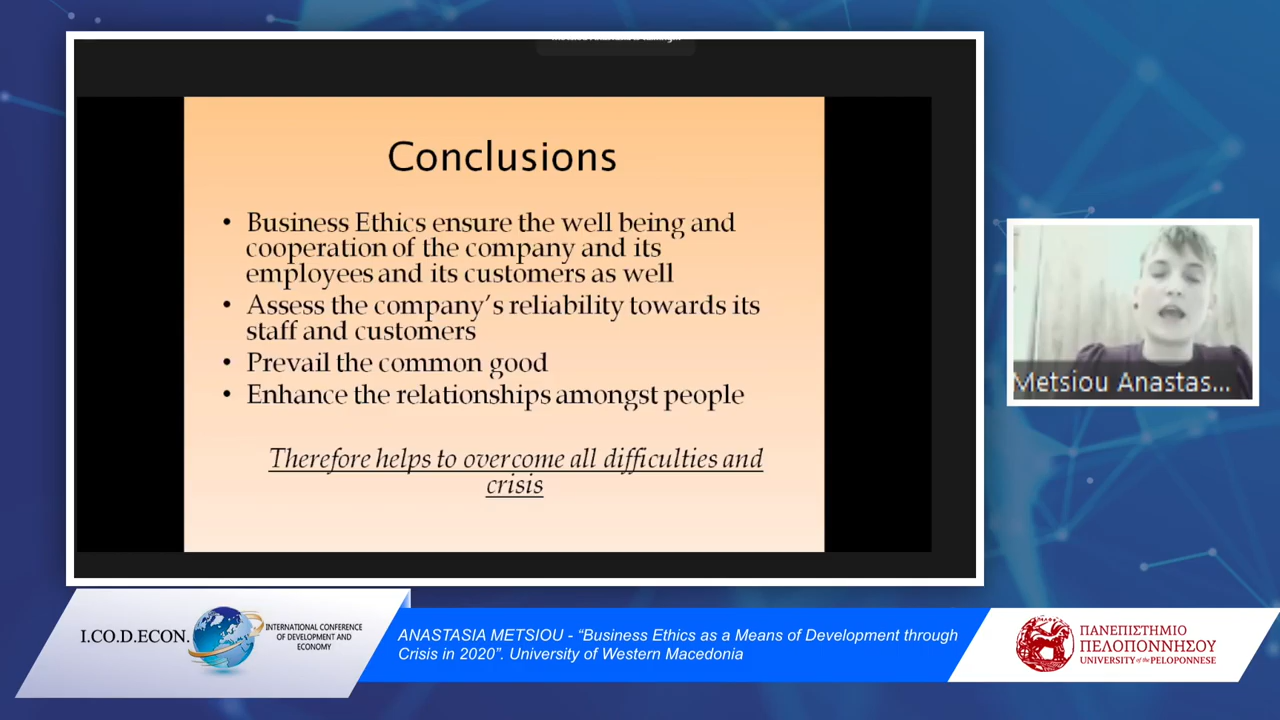 Conclusions
• Business Ethics ensure the well being and
cooperation of the company and its
employees and its customers as well
• Assess the company's reliability towards its
staff and customers
• Prevail the common good
• Enhance the relationships amongst people
Therefore helps to overcome all difficulties and
crisis
Metsiou Anastas...
I.CO.D.ECON.
INTERNATIONAL CONFERENCE
OF DEVELOPMENT AND
ECONOMY
ANASTASIA METSIOU - “Business Ethics as a Means of Development through
Crisis in 2020”. University of Western Macedonia
ΠΑΝΕΠΙΣΤΗΜΙΟ
ΠΕΛΟΠΟΝΝΗΣΟΥ
UNIVERSITY of the PELOPONNESE